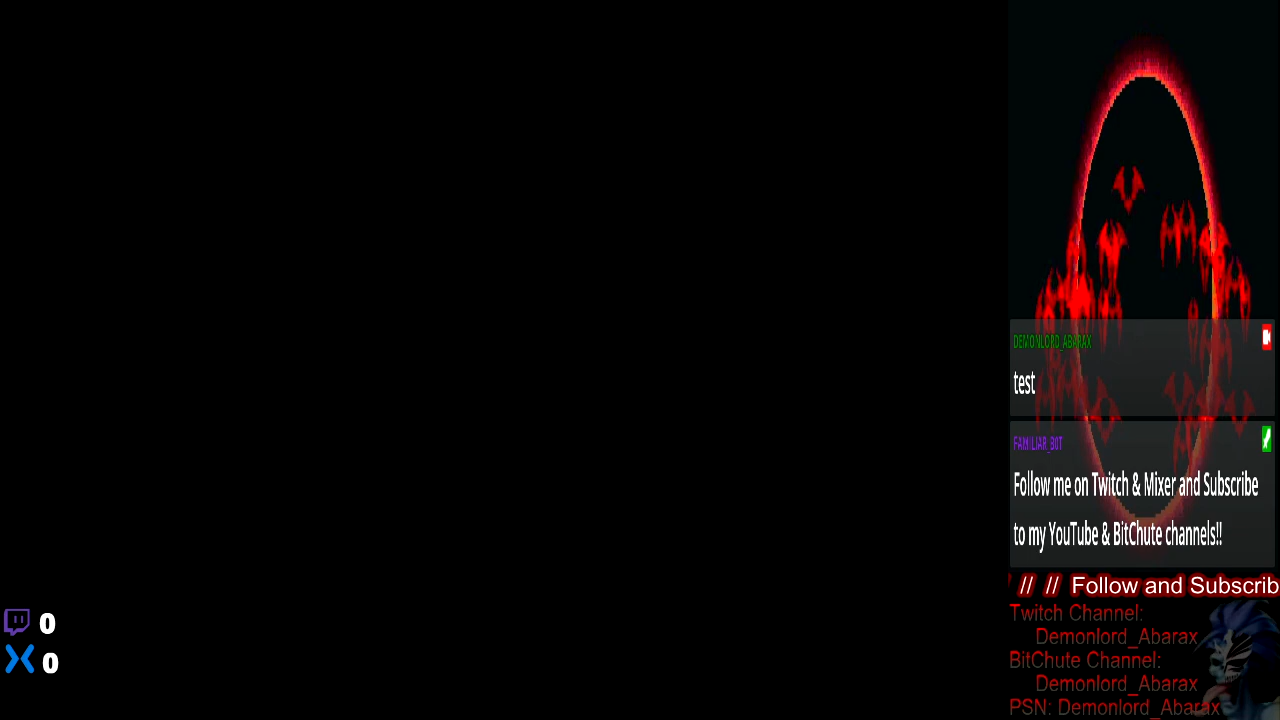 DEMONLORD_ABARAX
test
FAMILIAR_BOT
Follow me on Twitch & Mixer and Subscribe
to my YouTube & BitChute channels!!
// // Follow and Subscrib
Twitch Channel:
Demonlord_Abarax
BitChute Channel:
Demonlord_Abarax
PSN: Demonlord_Abarax
0
0